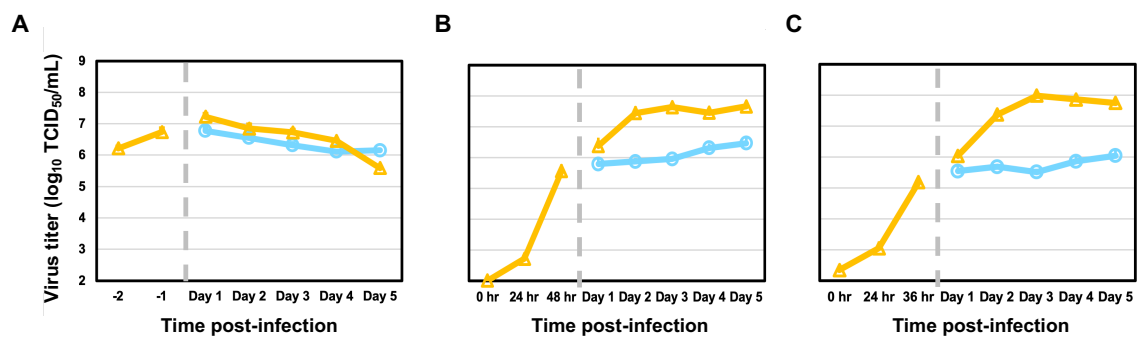 A
B
C
Virus titer (log10 TCID50/mL)
9
8
7
6
5
4
3
2
-2 -1 Day 1 Day 2 Day 3 Day 4 Day 5
Time post-infection
0 hr 24 hr 48 hr Day 1 Day 2 Day 3 Day 4 Day 5
Time post-infection
0 hr 24 hr 36 hr Day 1 Day 2 Day 3 Day 4 Day 5
Time post-infection